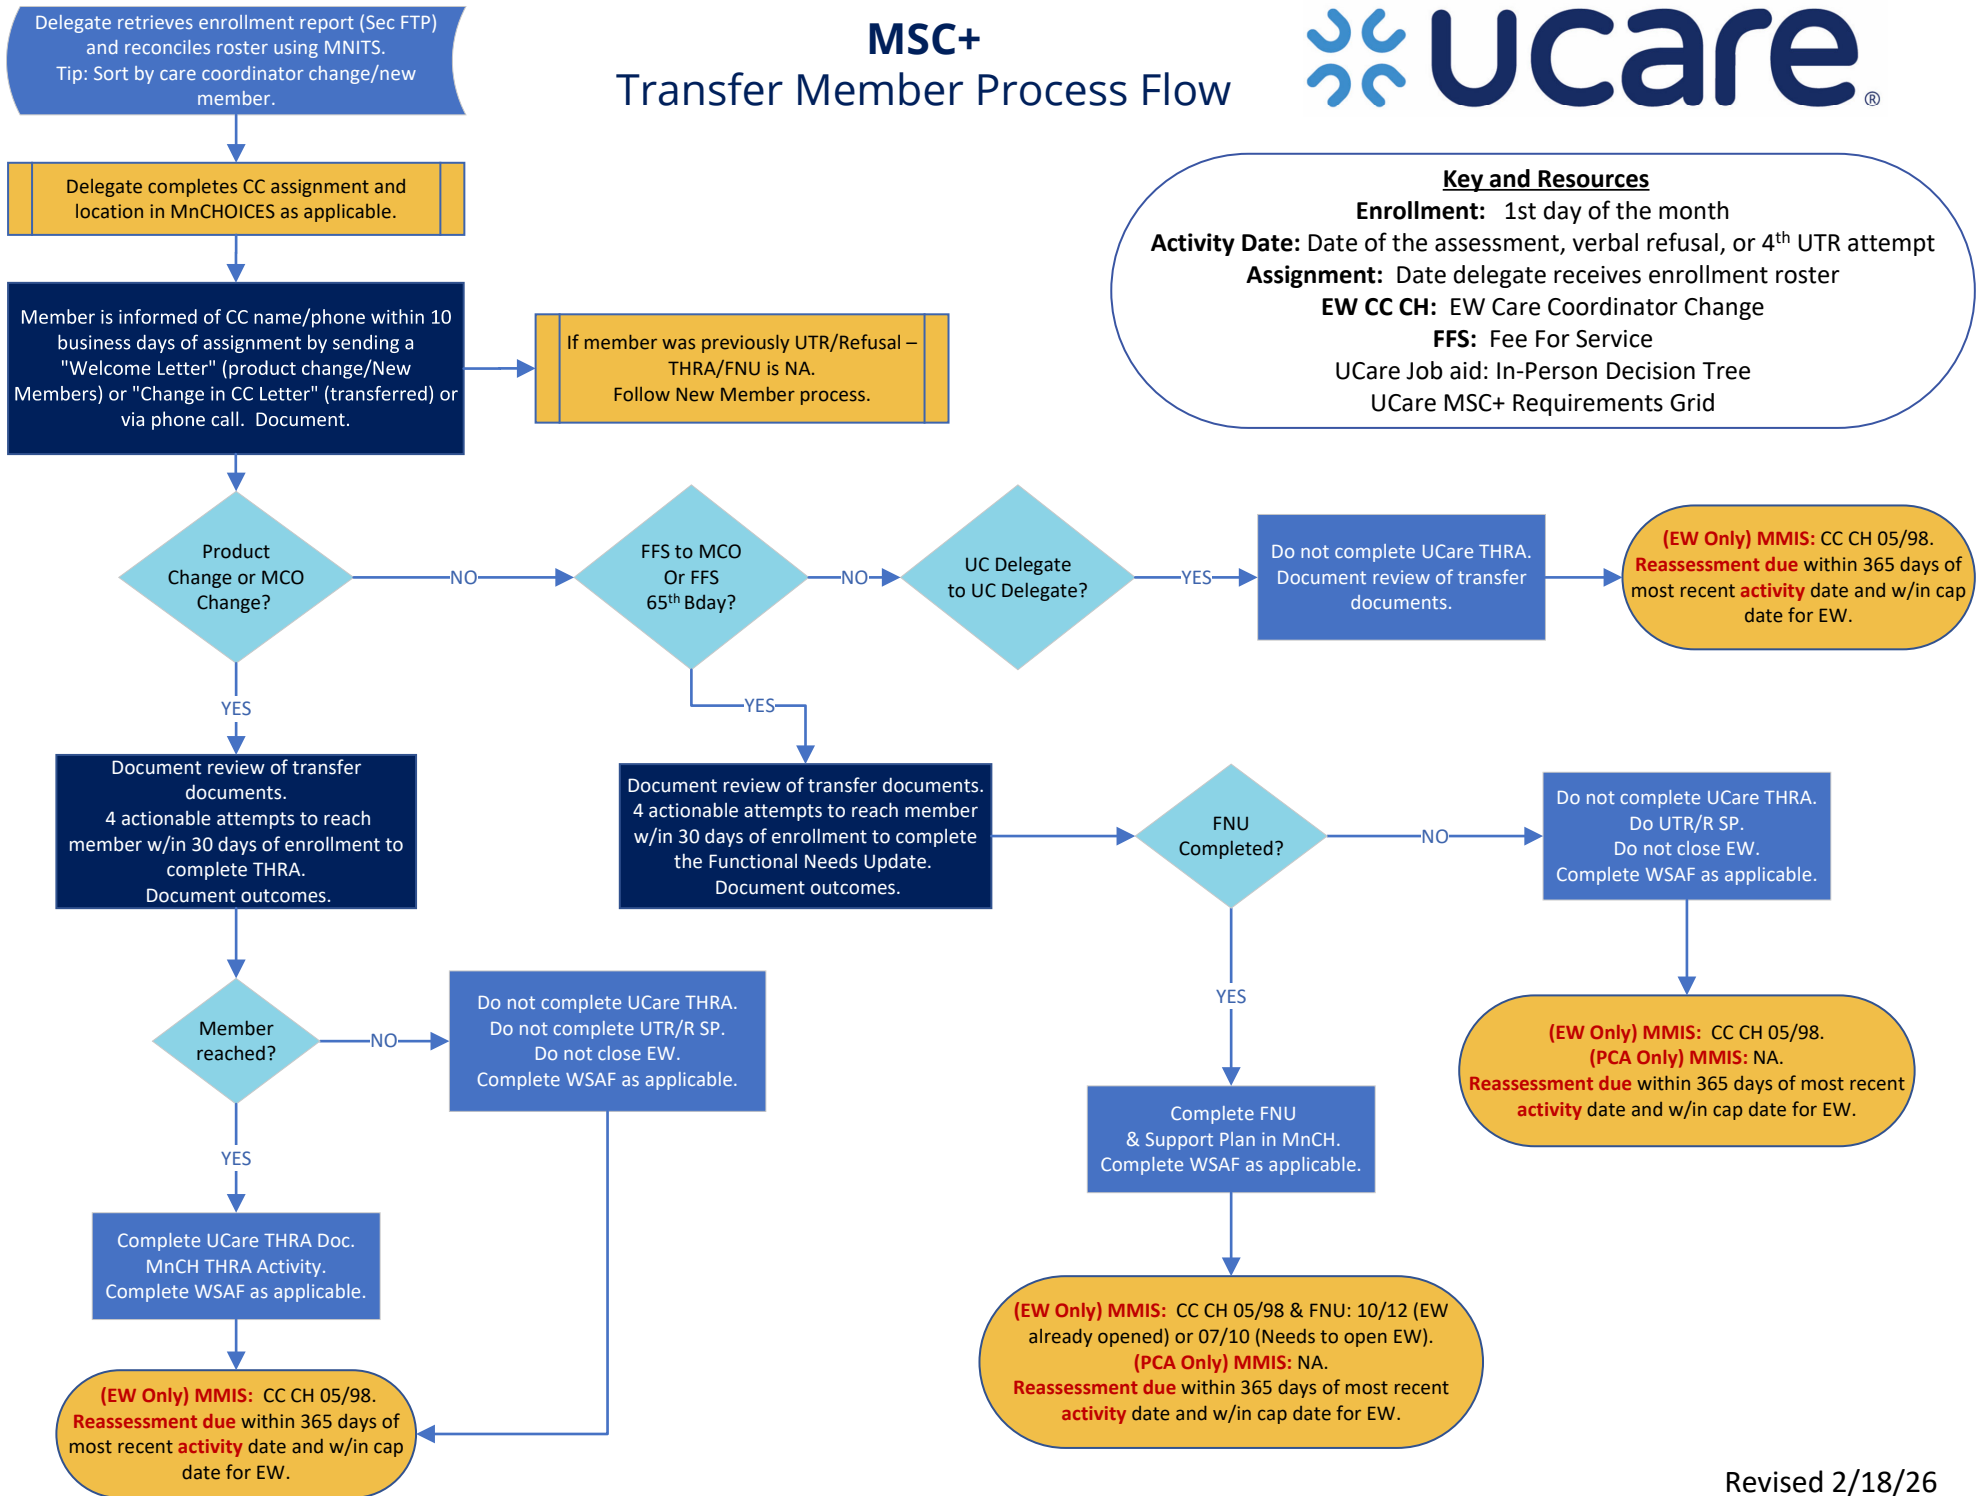 Delegate retrieves enrollment report (Sec FTP)
and reconciles roster using MNITS.
Tip: Sort by care coordinator change/new
member.
MSC+
Transfer Member Process Flow
ucare®
Delegate completes CC assignment and
location in MnCHOICES as applicable.
Key and Resources
Enrollment: 1st day of the month
Activity Date: Date of the assessment, verbal refusal, or 4th UTR attempt
Assignment: Date delegate receives enrollment roster
EW CC CH: EW Care Coordinator Change
FFS: Fee For Service
UCare Job aid: In-Person Decision Tree
UCare MSC+ Requirements Grid
Member is informed of CC name/phone within 10
business days of assignment by sending a
"Welcome Letter" (product change/New
Members) or "Change in CC Letter" (transferred) or
via phone call. Document.
If member was previously UTR/Refusal –
THRA/FNU is NA.
Follow New Member process.
Product
Change or MCO
Change?
NO
FFS to MCO
Or FFS
65th Bday?
NO
UC Delegate
to UC Delegate?
YES
Do not complete UCare THRA.
Document review of transfer
documents.
(EW Only) MMIS: CC CH 05/98.
Reassessment due within 365 days of
most recent activity date and w/in cap
date for EW.
YES
YES
Document review of transfer
documents.
4 actionable attempts to reach
member w/in 30 days of enrollment to
complete THRA.
Document outcomes.
Document review of transfer documents.
4 actionable attempts to reach member
w/in 30 days of enrollment to complete
the Functional Needs Update.
Document outcomes.
FNU
Completed?
NO
Do not complete UCare THRA.
Do UTR/R SP.
Do not close EW.
Complete WSAF as applicable.
Member
reached?
NO
Do not complete UCare THRA.
Do not complete UTR/R SP.
Do not close EW.
Complete WSAF as applicable.
YES
(EW Only) MMIS: CC CH 05/98.
(PCA Only) MMIS: NA.
Reassessment due within 365 days of most recent
activity date and w/in cap date for EW.
YES
Complete FNU
& Support Plan in MnCH.
Complete WSAF as applicable.
Complete UCare THRA Doc.
MnCH THRA Activity.
Complete WSAF as applicable.
(EW Only) MMIS: CC CH 05/98 & FNU: 10/12 (EW
already opened) or 07/10 (Needs to open EW).
(PCA Only) MMIS: NA.
Reassessment due within 365 days of most recent
activity date and w/in cap date for EW.
(EW Only) MMIS: CC CH 05/98.
Reassessment due within 365 days of
most recent activity date and w/in cap
date for EW.
Revised 2/18/26